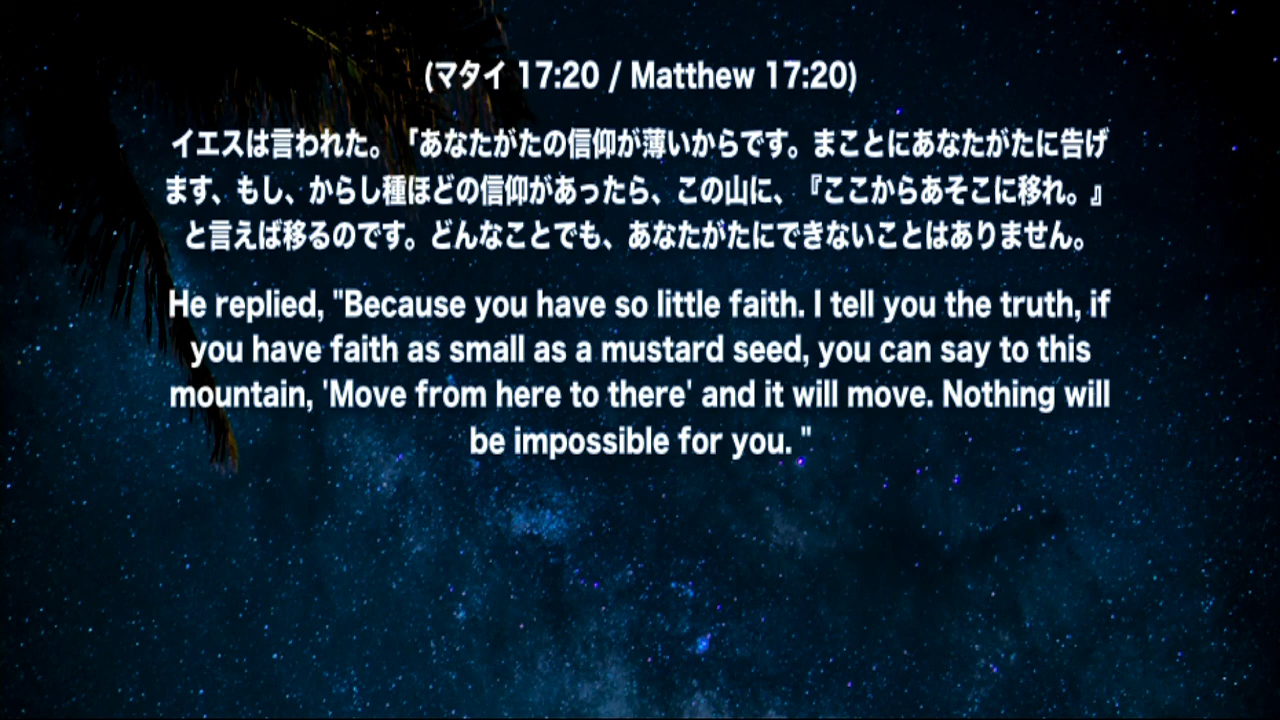 (マタイ 17:20 / Matthew 17:20)
イエスは言われた。「あなたがたの信仰が薄いからです。まことにあなたがたに告げ
ます、もし、からし種ほどの信仰があったら、この山に、『ここからあそこに移れ。』
と言えば移るのです。どんなことでも、あなたがたにできないことはありません。
He replied, "Because you have so little faith. I tell you the truth, if
you have faith as small as a mustard seed, you can say to this
mountain, 'Move from here to there' and it will move. Nothing will
be impossible for you. "